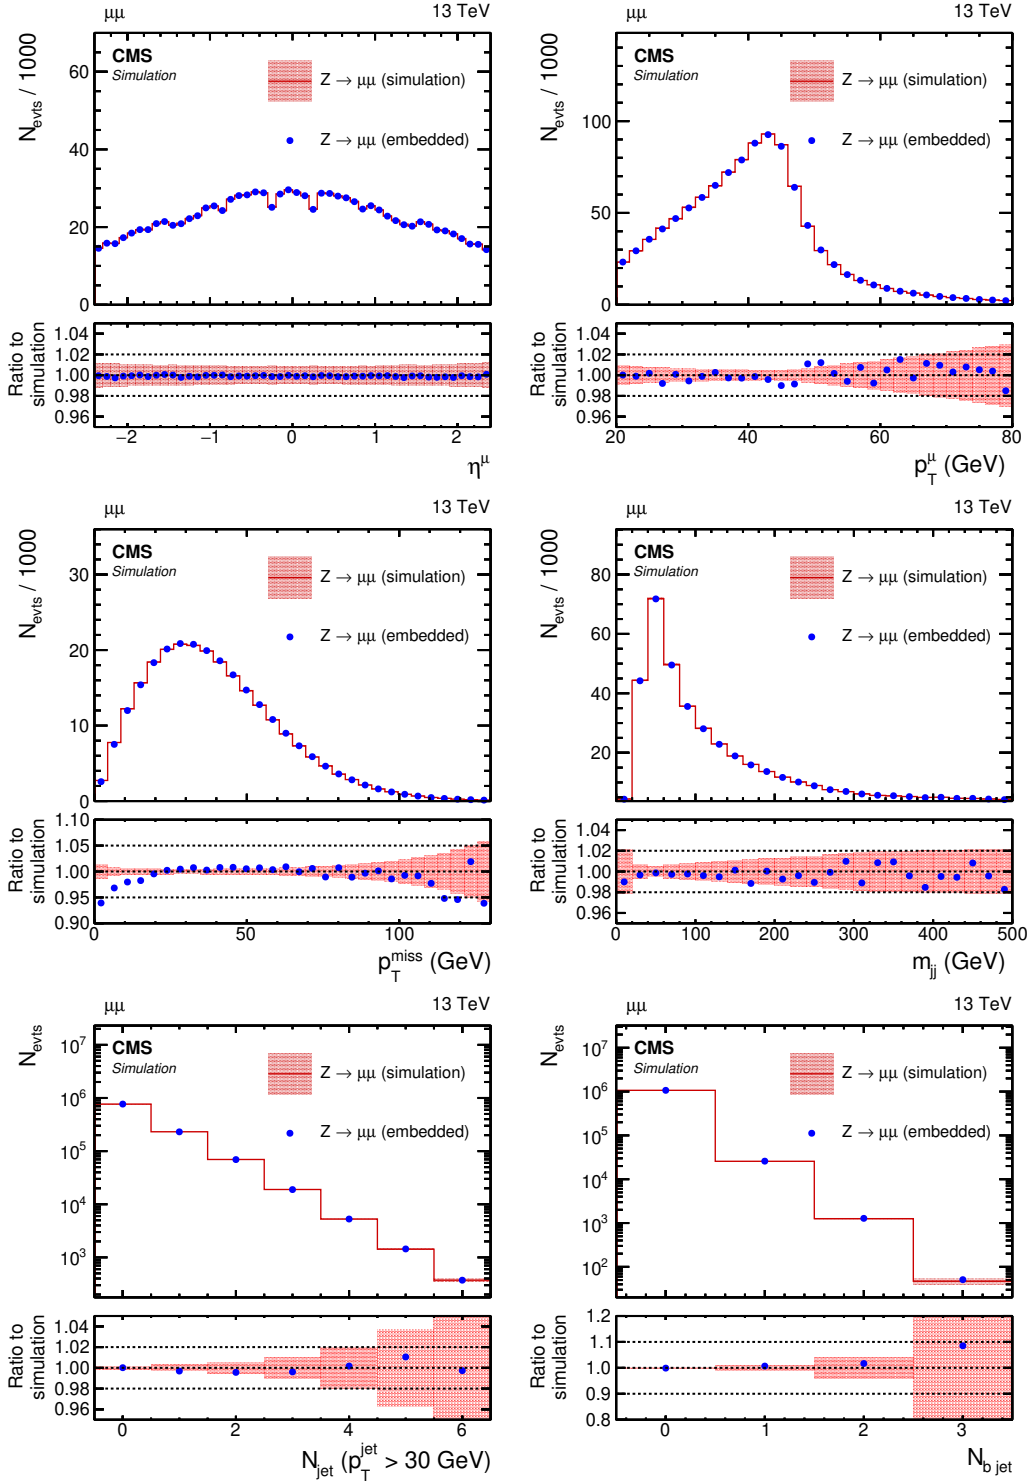 μμ 13 TeV
CMS
Simulation
Z → μμ (simulation)
Z → μμ (embedded)
N_evts / 1000
60
40
20
0
Ratio to simulation
1.04
1.02
1.00
0.98
0.96
−2 −1 0 1 2
η^μ
μμ 13 TeV
CMS
Simulation
Z → μμ (simulation)
Z → μμ (embedded)
N_evts / 1000
100
50
0
Ratio to simulation
1.04
1.02
1.00
0.98
0.96
20 40 60 80
p_T^μ (GeV)
μμ 13 TeV
CMS
Simulation
Z → μμ (simulation)
Z → μμ (embedded)
N_evts / 1000
30
20
10
0
Ratio to simulation
1.10
1.05
1.00
0.95
0.90
0 50 100
p_T^miss (GeV)
μμ 13 TeV
CMS
Simulation
Z → μμ (simulation)
Z → μμ (embedded)
N_evts / 1000
80
60
40
20
Ratio to simulation
1.04
1.02
1.00
0.98
0.96
0 100 200 300 400 500
m_jj (GeV)
μμ 13 TeV
CMS
Simulation
Z → μμ (simulation)
Z → μμ (embedded)
N_evts
10^7
10^6
10^5
10^4
10^3
Ratio to simulation
1.04
1.02
1.00
0.98
0.96
0 2 4 6
N_jet (p_T^jet > 30 GeV)
μμ 13 TeV
CMS
Simulation
Z → μμ (simulation)
Z → μμ (embedded)
N_evts
10^7
10^6
10^5
10^4
10^3
10^2
Ratio to simulation
1.2
1.1
1.0
0.9
0.8
0 1 2 3
N_b jet